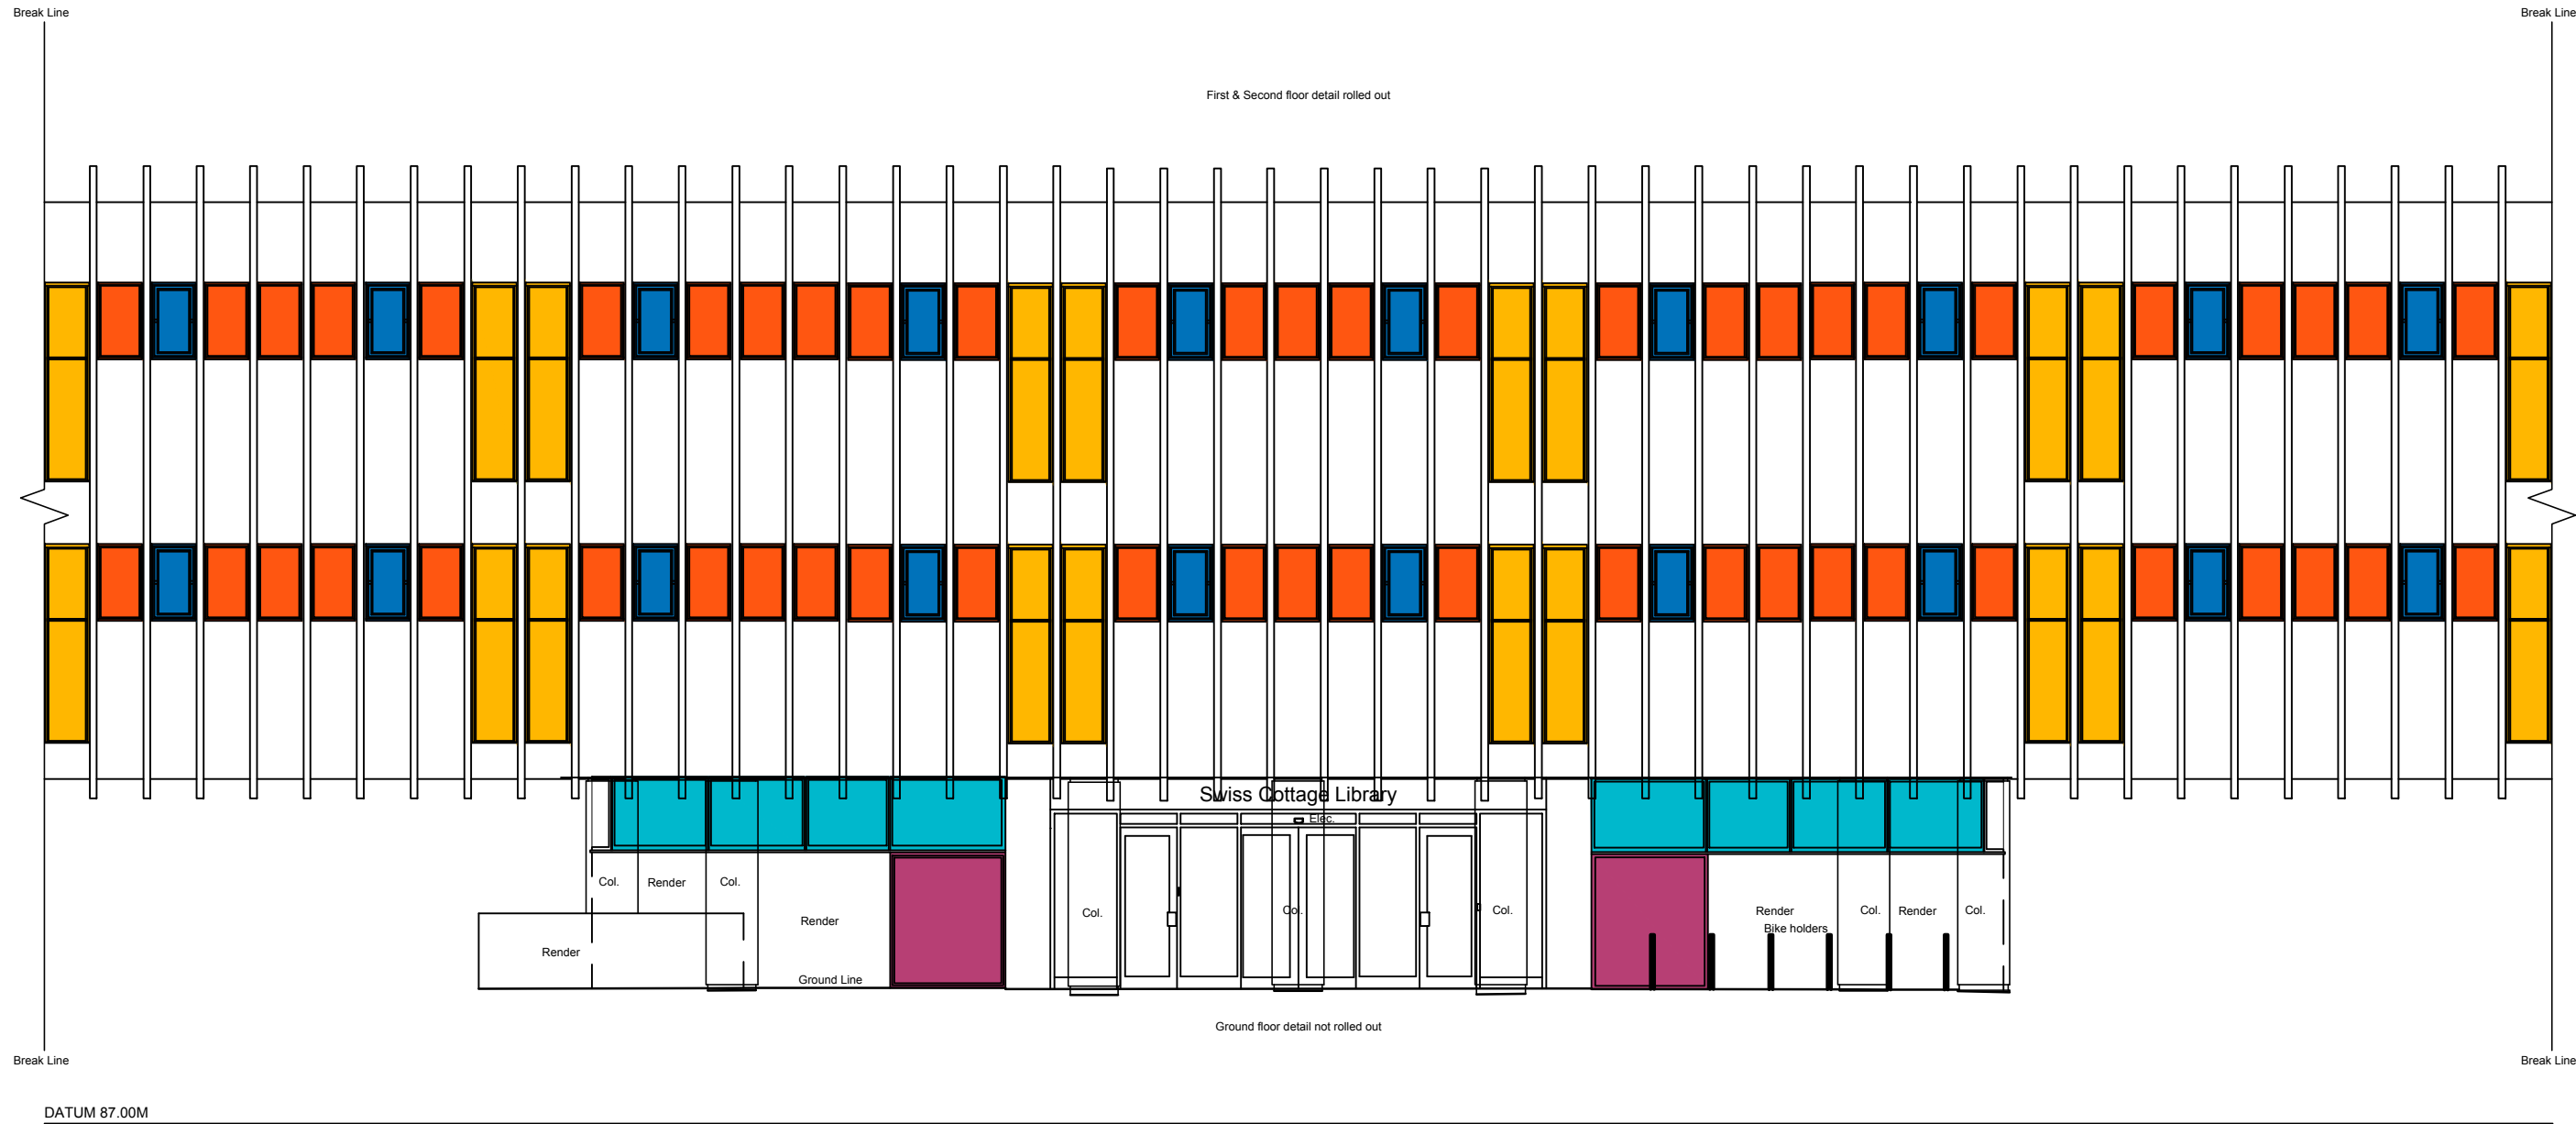 Break Line
Break Line
First & Second floor detail rolled out
Swiss Cottage Library
Elec.
Col.
Render
Col.
Render
Render
Ground Line
Col.
Col.
Col.
Render
Bike holders
Col.
Render
Col.
Ground floor detail not rolled out
Break Line
Break Line
DATUM 87.00M